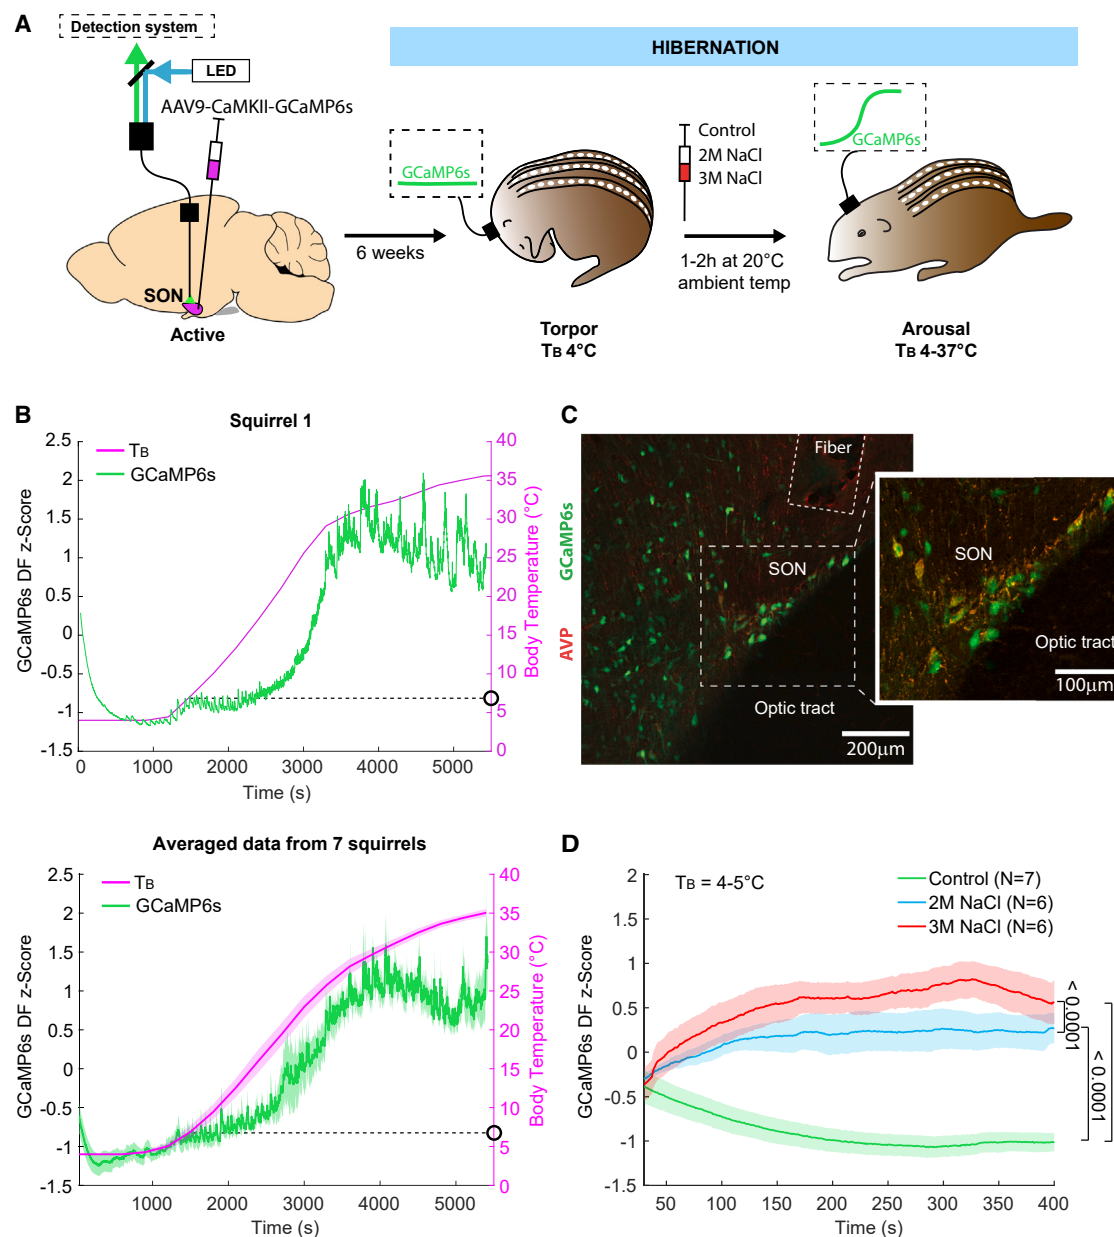 A
Detection system
LED
AAV9-CaMKII-GCaMP6s
SON
Active
6 weeks
HIBERNATION
GCaMP6s
Torpor
TB 4°C
Control
2M NaCl
3M NaCl
1-2h at 20°C
ambient temp
GCaMP6s
Arousal
TB 4-37°C
B
Squirrel 1
TB
GCaMP6s
GCaMP6s DF z-Score
2.5
2
1.5
1
0.5
0
-0.5
-1
-1.5
Body Temperature (°C)
40
35
30
25
20
15
10
5
0
0 1000 2000 3000 4000 5000
Time (s)
Averaged data from 7 squirrels
TB
GCaMP6s
GCaMP6s DF z-Score
2.5
2
1.5
1
0.5
0
-0.5
-1
-1.5
Body Temperature (°C)
40
35
30
25
20
15
10
5
0
1000 2000 3000 4000 5000
Time (s)
C
AVP GCaMP6s
Fiber
SON
Optic tract
200μm
SON
Optic tract
100μm
D
TB = 4-5°C
Control (N=7)
2M NaCl (N=6)
3M NaCl (N=6)
GCaMP6s DF z-Score
2
1.5
1
0.5
0
-0.5
-1
-1.5
50 100 150 200 250 300 350 400
Time (s)
< 0.0001
< 0.0001